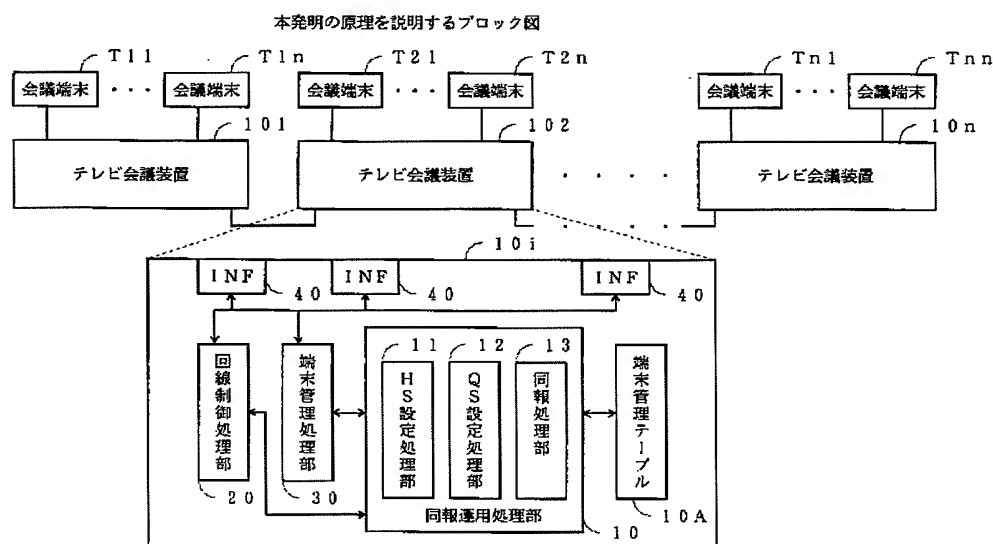 本発明の原理を説明するブロック図
T11 T1n T21 T2n Tn1 Tnn
会議端末 ・・・ 会議端末 会議端末 ・・・ 会議端末 会議端末 ・・・ 会議端末
101 102 10n
テレビ会議装置 テレビ会議装置 ・・・・ テレビ会議装置
10i
INF INF INF
40 40 40
11 12 13
回線制御処理部
端末管理処理部
HS設定処理部
QS設定処理部
同報処理部
端末管理テーブル
20 30 同報運用処理部 10 10A